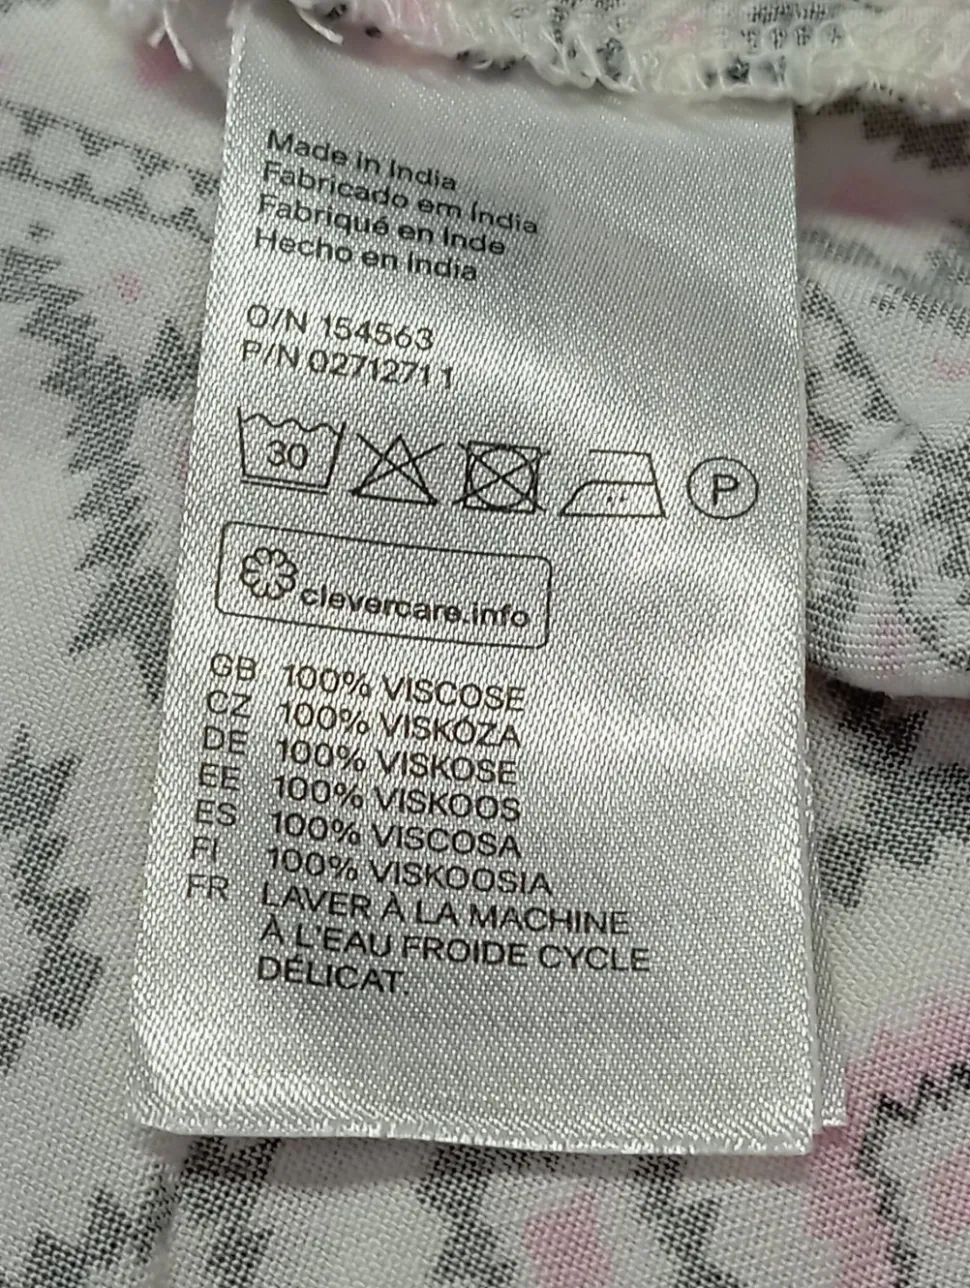 Made in India
Fabricado em Índia
Fabriqué en Inde
Hecho en India
O/N 154563
P/N 02712711
30
P
clevercare.info
GB 100% VISCOSE
CZ 100% VISKÓZA
DE 100% VISKOSE
EE 100% VISKOOS
ES 100% VISCOSA
FI 100% VISKOOSIA
FR LAVER À LA MACHINE
À L'EAU FROIDE CYCLE
DÉLICAT.